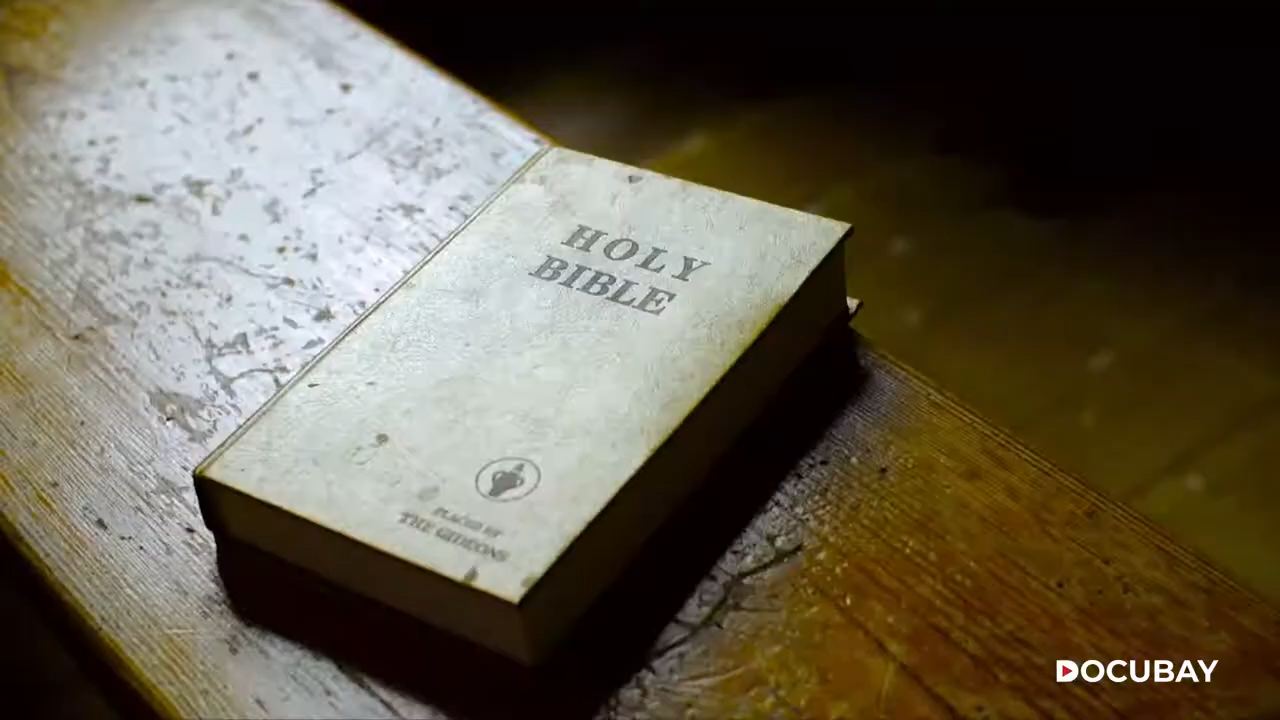 HOLY
BIBLE
PLACED BY
THE GIDEONS
DOCUBAY